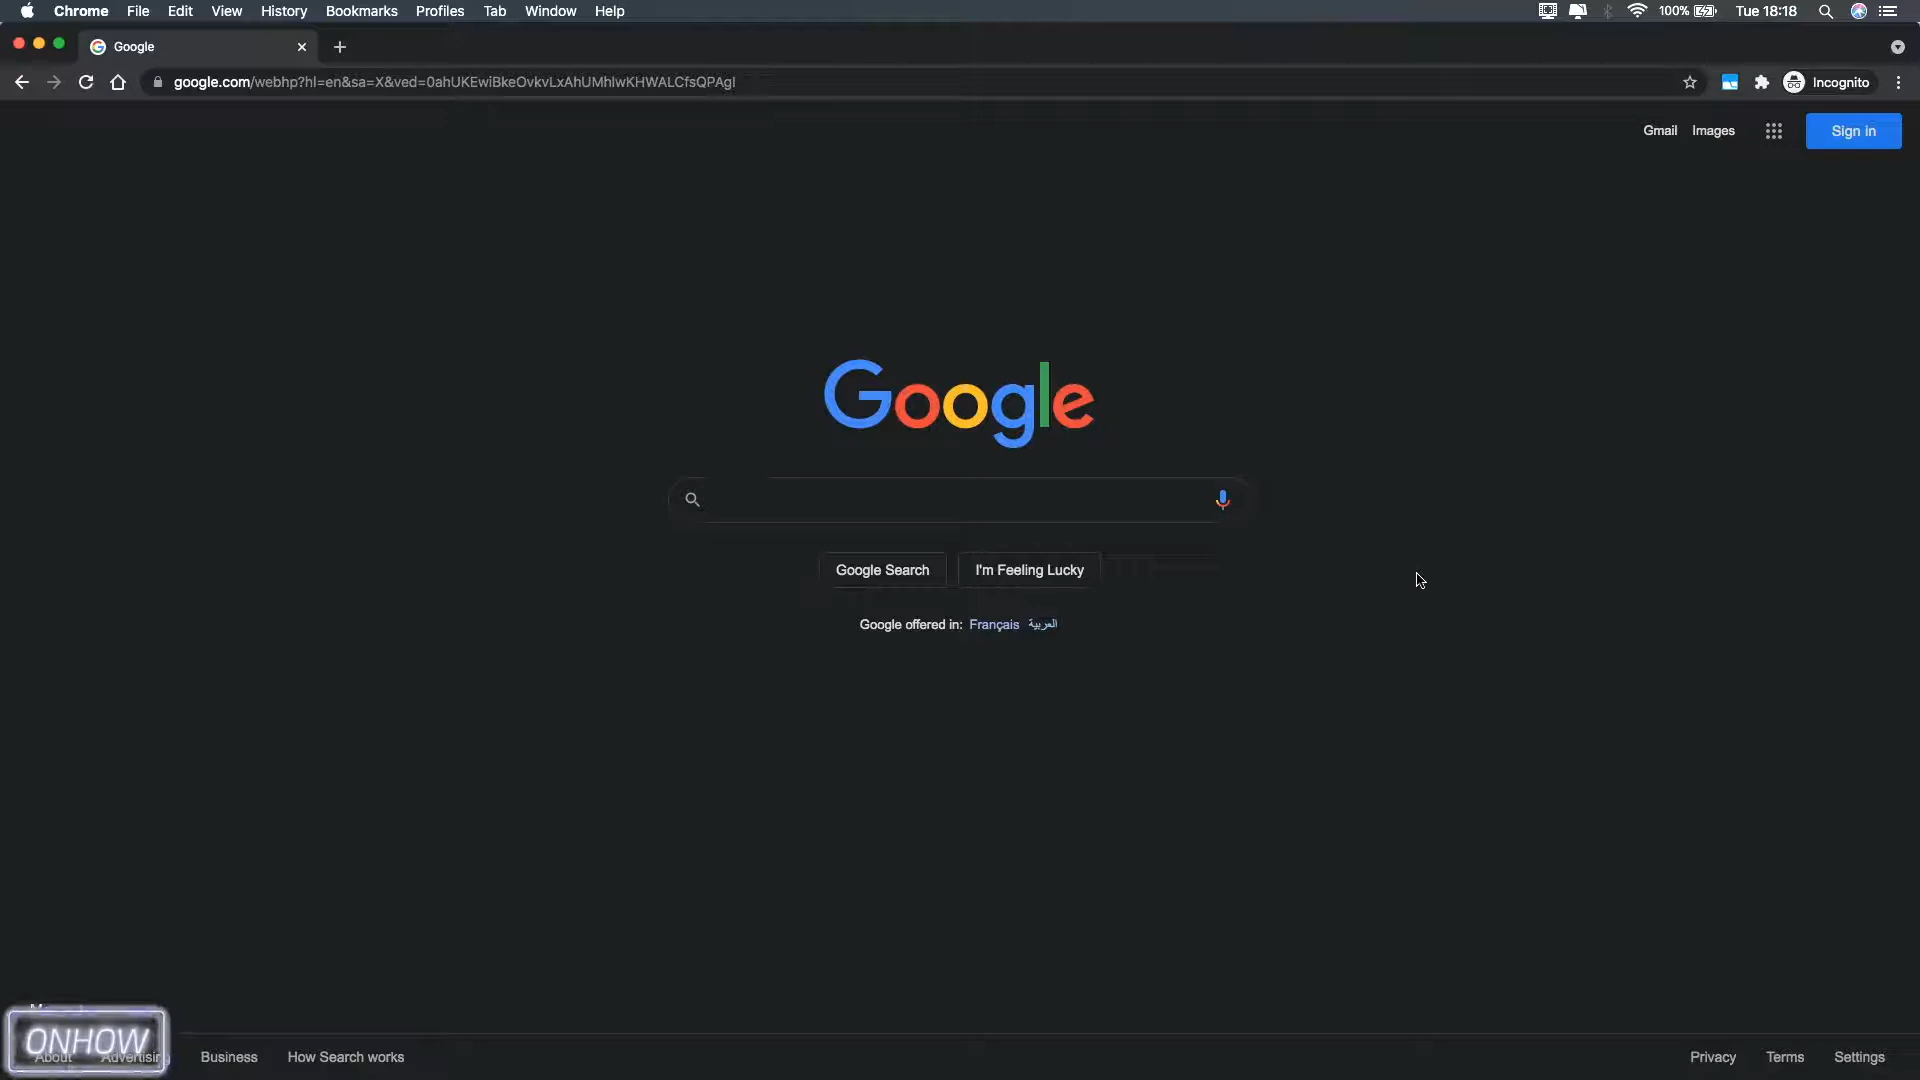 Chrome File Edit View History Bookmarks Profiles Tab Window Help 100% Tue 18:18
Google
google.com/webhp?hl=en&sa=X&ved=0ahUKEwiBkeOvkvLxAhUMhlwKHWALCfsQPAgI Incognito
Gmail Images Sign in
Google
Google Search I'm Feeling Lucky
Google offered in: Français العربية
ONHOW
About Advertising Business How Search works Privacy Terms Settings